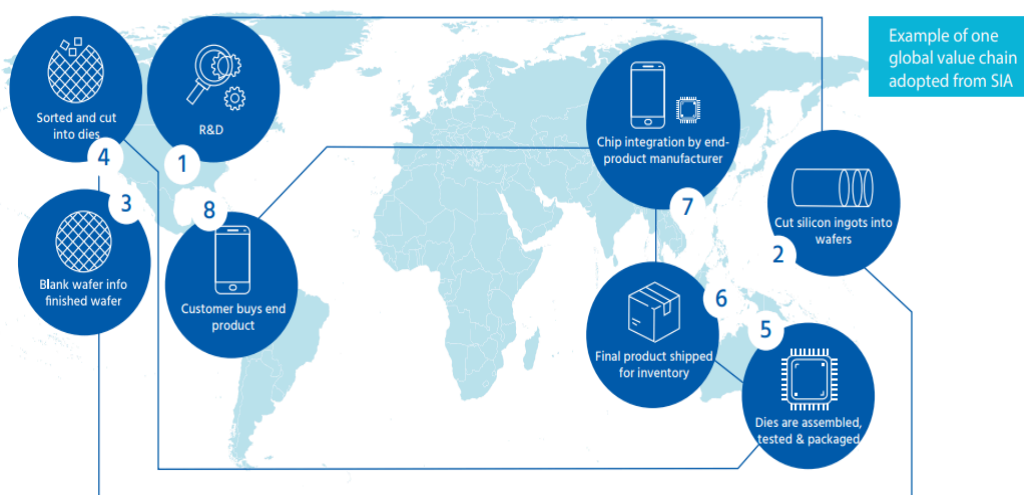 Example of one
global value chain
adopted from SIA
Sorted and cut
into dies
4
R&D
1
3
Blank wafer info
finished wafer
8
Customer buys end
product
Chip integration by end-
product manufacturer
7
Cut silicon ingots into
wafers
2
6
Final product shipped
for inventory
5
Dies are assembled,
tested & packaged